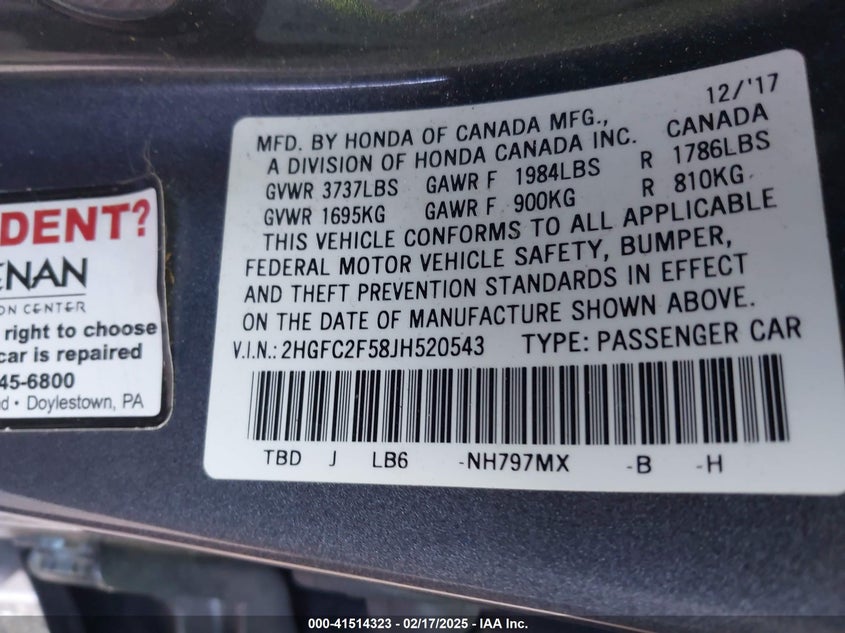 12/'17
MFD. BY HONDA OF CANADA MFG.,
A DIVISION OF HONDA CANADA INC. CANADA
GVWR 3737LBS GAWR F 1984LBS R 1786LBS
GVWR 1695KG GAWR F 900KG R 810KG
THIS VEHICLE CONFORMS TO ALL APPLICABLE
FEDERAL MOTOR VEHICLE SAFETY, BUMPER,
AND THEFT PREVENTION STANDARDS IN EFFECT
ON THE DATE OF MANUFACTURE SHOWN ABOVE.
V.I.N.: 2HGFC2F58JH520543 TYPE: PASSENGER CAR
TBD J LB6 -NH797MX -B -H
DENT?
ENAN
ON CENTER
right to choose
car is repaired
45-6800
d • Doylestown, PA
000-41514323 - 02/17/2025 - IAA Inc.